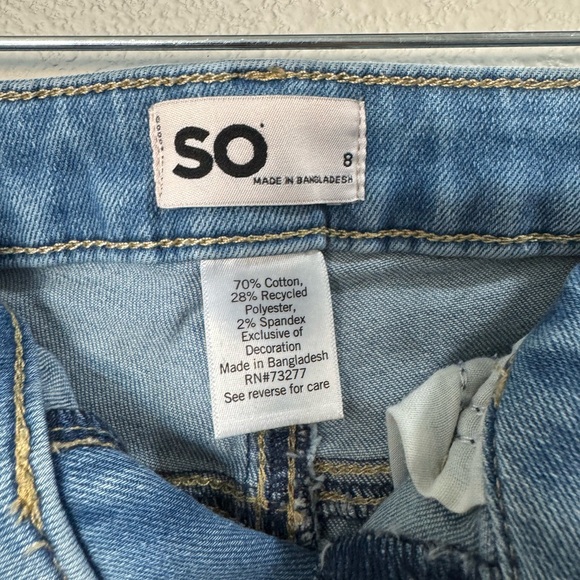 SO
8
MADE IN BANGLADESH
70% Cotton,
28% Recycled
Polyester,
2% Spandex
Exclusive of
Decoration
Made in Bangladesh
RN#73277
See reverse for care